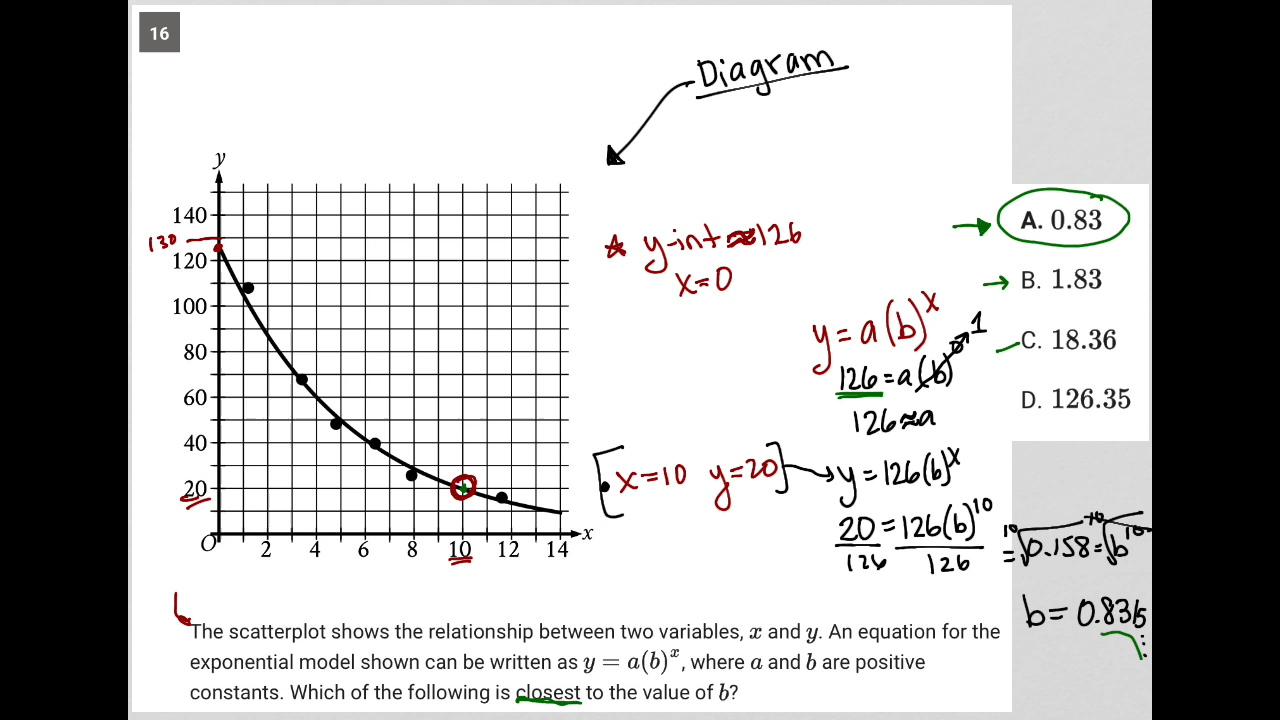 16
Diagram
y
140
130
120
100
80
60
40
20
O
2 4 6 8 10 12 14 x
y-int ≈ 126
x = 0
y = a(b)^x
126 = a(b)^0 1
126 ≈ a
x = 10 y = 20
y = 126(b)^x
20 = 126(b)^10
126 126
= ¹⁰√0.158 = ¹⁰√b^10
b = 0.83
A. 0.83
B. 1.83
C. 18.36
D. 126.35
The scatterplot shows the relationship between two variables, x and y. An equation for the
exponential model shown can be written as y = a(b)^x, where a and b are positive
constants. Which of the following is closest to the value of b?